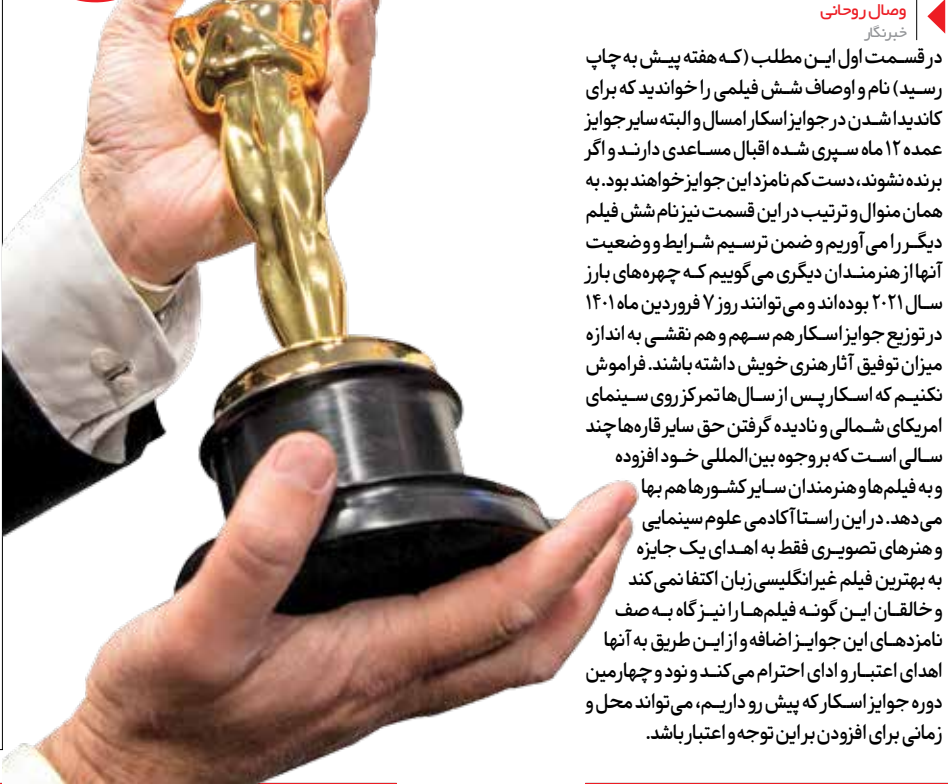 وصال روحانی
خبرنگار
در قسمت اول این مطلب (که هفته پیش به چاپ
رسید) نام و اوصاف شش فیلمی را خواندید که برای
کاندیدا شدن در جوایز اسکار امسال و البته سایر جوایز
عمده ۱۲ ماه سپری شده اقبال مساعدی دارند و اگر
برنده نشوند، دست کم نامزد این جوایز خواهند بود. به
همان منوال و ترتیب در این قسمت نیز نام شش فیلم
دیگر را می‌آوریم و ضمن ترسیم شرایط و وضعیت
آنها از هنرمندان دیگری می‌گوییم که چهره‌های بارز
سال ۲۰۲۱ بوده‌اند و می‌توانند روز ۷ فروردین ماه ۱۴۰۱
در توزیع جوایز اسکار هم سهم و هم نقشی به اندازه
میزان توفیق آثار هنری خویش داشته باشند. فراموش
نکنیم که اسکار پس از سال‌ها تمرکز روی سینمای
امریکای شمالی و نادیده گرفتن حق سایر قاره‌ها چند
سالی است که بر وجوه بین‌المللی خود افزوده
و به فیلم‌ها و هنرمندان سایر کشورها هم بها
می‌دهد. در این راستا آکادمی علوم سینمایی
و هنرهای تصویری فقط به اهدای یک جایزه
به بهترین فیلم غیرانگلیسی‌زبان اکتفا نمی‌کند
و خالقان این گونه فیلم‌ها را نیز گاه به صف
نامزدهای این جوایز اضافه و از این طریق به آنها
اهدای اعتبار و ادای احترام می‌کند و نود و چهارمین
دوره جوایز اسکار که پیش رو داریم، می‌تواند محل و
زمانی برای افزودن بر این توجه و اعتبار باشد.